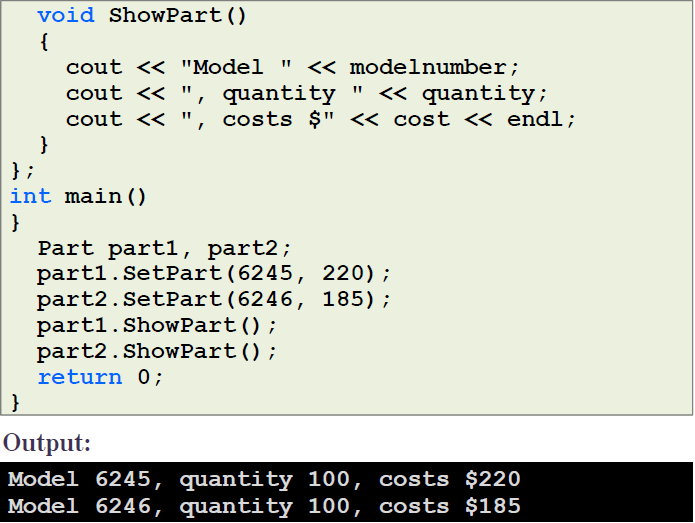 void ShowPart()
{
cout << "Model " << modelnumber;
cout << ", quantity " << quantity;
cout << ", costs $" << cost << endl;
}
};
int main()
}
Part part1, part2;
part1.SetPart(6245, 220);
part2.SetPart(6246, 185);
part1.ShowPart();
part2.ShowPart();
return 0;
}
Output:
Model 6245, quantity 100, costs $220
Model 6246, quantity 100, costs $185